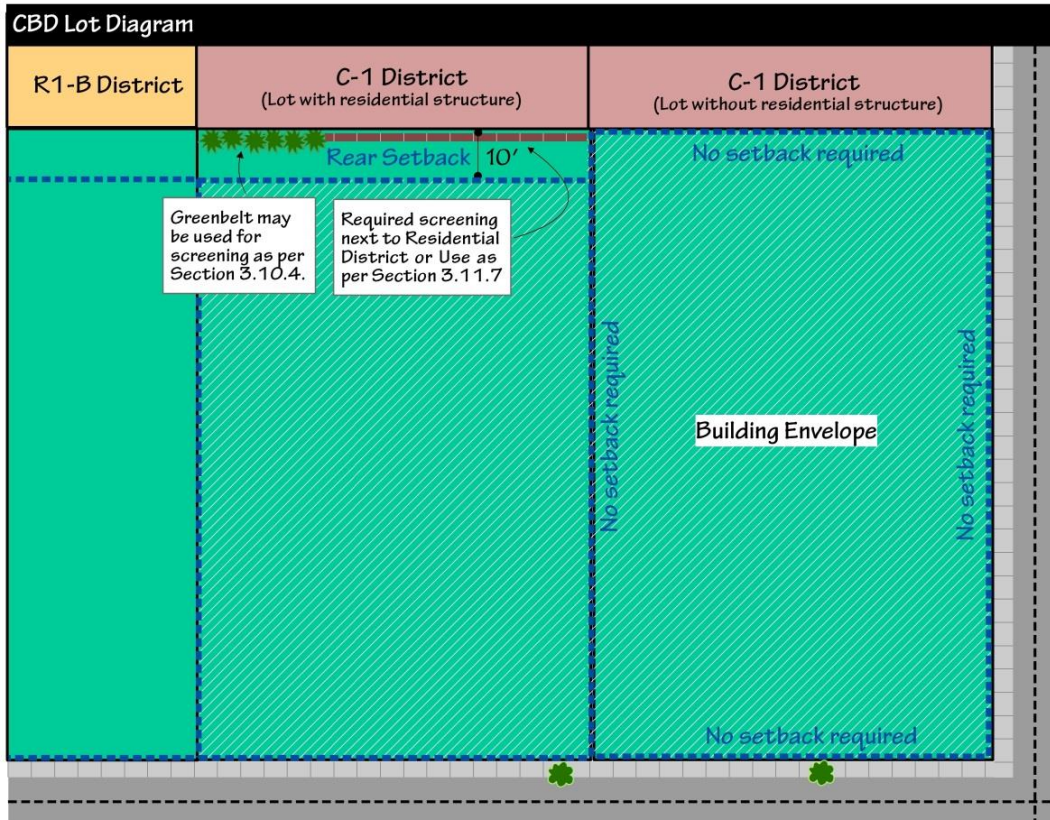 CBD Lot Diagram
R1-B District
C-1 District
(Lot with residential structure)
C-1 District
(Lot without residential structure)
Rear Setback
10'
No setback required
Greenbelt may
be used for
screening as per
Section 3.10.4.
Required screening
next to Residential
District or Use as
per Section 3.11.7
No setback required
No setback required
Building Envelope
No setback required